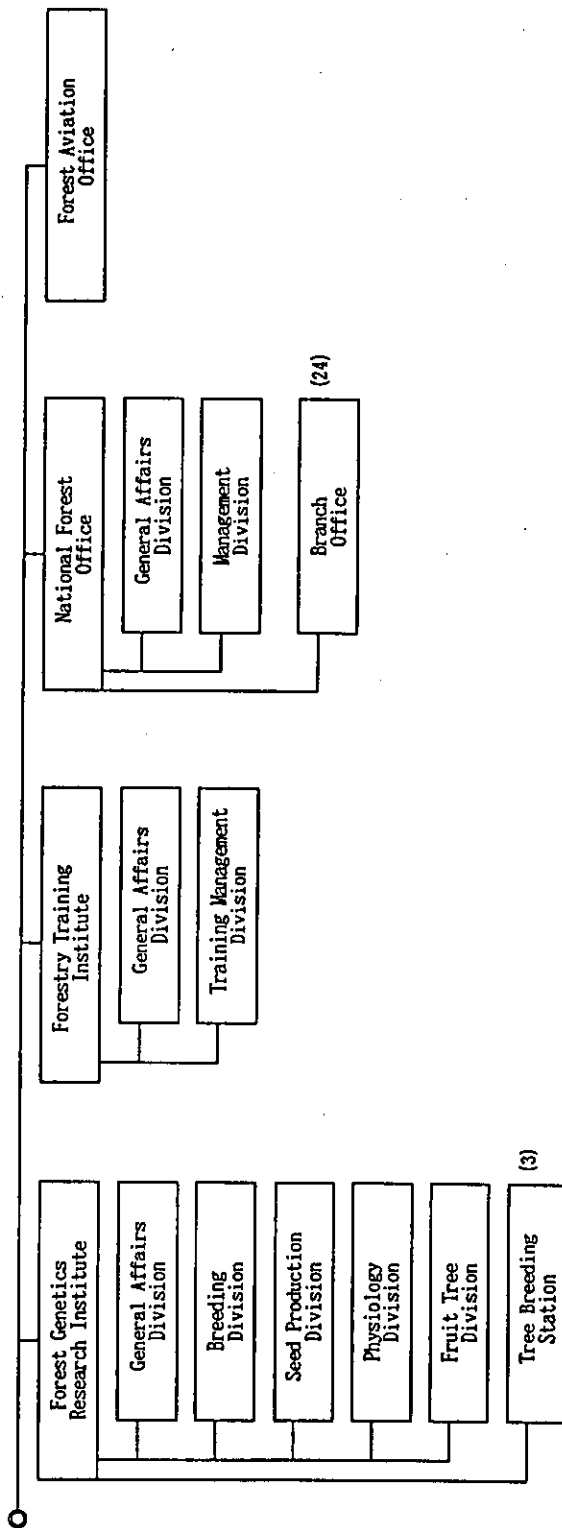 Forest Genetics
Research Institute
General Affairs
Division
Breeding
Division
Seed Production
Division
Physiology
Division
Fruit Tree
Division
Tree Breeding
Station
(3)
Forestry Training
Institute
General Affairs
Division
Training Management
Division
National Forest
Office
General Affairs
Division
Management
Division
Branch
Office
(24)
Forest Aviation
Office